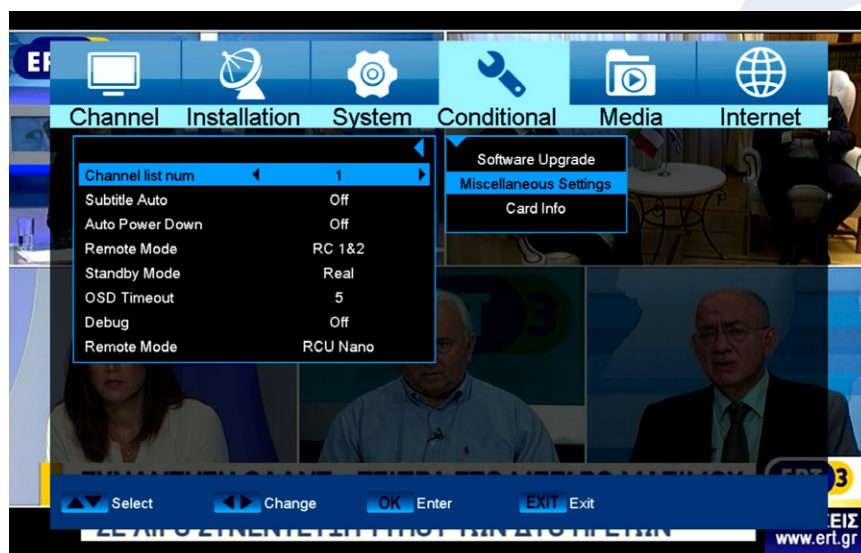 Channel Installation System Conditional Media Internet
Channel list num 1
Subtitle Auto Off
Auto Power Down Off
Remote Mode RC 1&2
Standby Mode Real
OSD Timeout 5
Debug Off
Remote Mode RCU Nano
Software Upgrade
Miscellaneous Settings
Card Info
3
Select Change OK Enter EXIT Exit
www.ert.gr